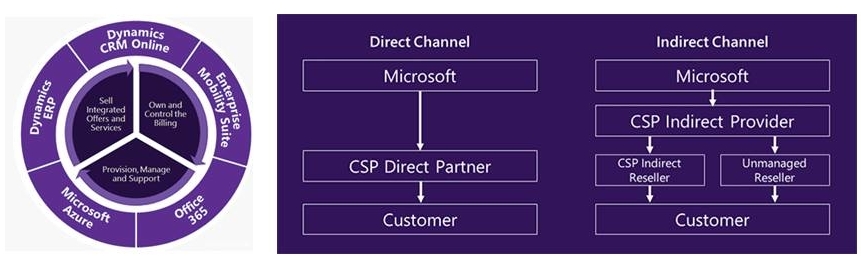 Dynamics
CRM Online
Enterprise
Mobility Suite
Office
365
Microsoft
Azure
Dynamics
ERP
Sell
Integrated
Offers and
Services
Own and
Control the
Billing
Provision, Manage
and Support
Direct Channel
Microsoft
CSP Direct Partner
Customer
Indirect Channel
Microsoft
CSP Indirect Provider
CSP Indirect
Reseller
Unmanaged
Reseller
Customer